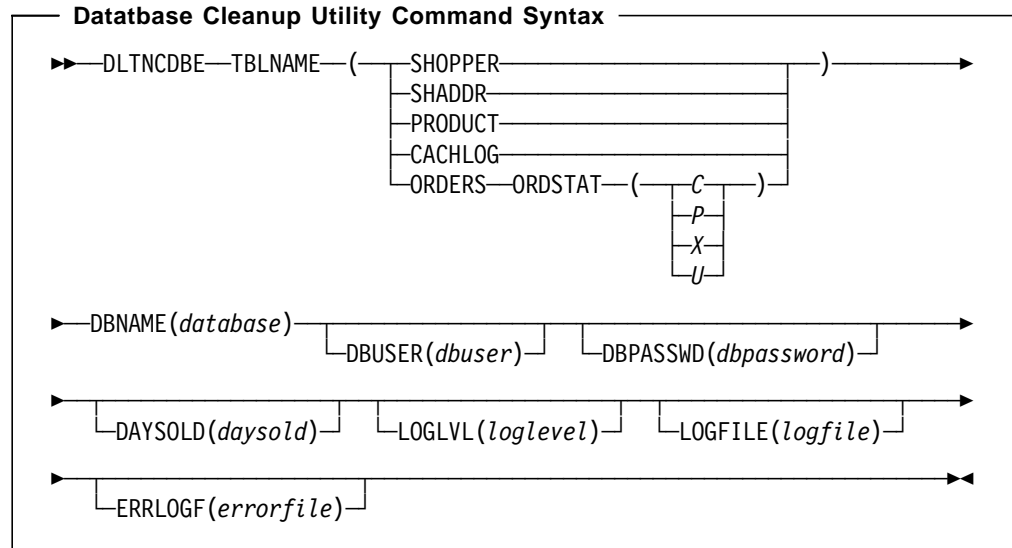 Datatbase Cleanup Utility Command Syntax
DLTNCDBE TBLNAME ( SHOPPER )
SHADDR
PRODUCT
CACHLOG
ORDERS ORDSTAT ( C )
P
X
U
DBNAME(database)
DBUSER(dbuser) DBPASSWD(dbpassword)
DAYSOLD(daysold) LOGLVL(loglevel) LOGFILE(logfile)
ERRLOGF(errorfile)